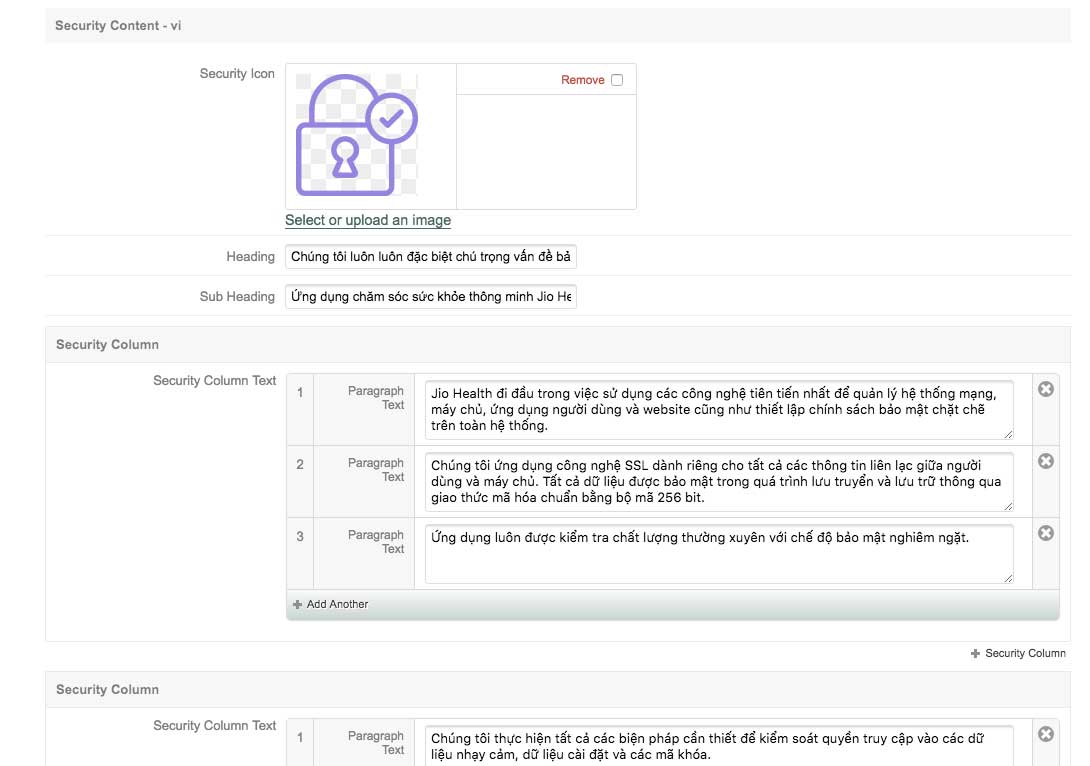 Security Content - vi
Security Icon
Remove
Select or upload an image
Heading
Chúng tôi luôn luôn đặc biệt chú trọng vấn đề bả
Sub Heading
Ứng dụng chăm sóc sức khỏe thông minh Jio He
Security Column
Security Column Text
1
Paragraph
Text
Jio Health đi đầu trong việc sử dụng các công nghệ tiên tiến nhất để quản lý hệ thống mạng,
máy chủ, ứng dụng người dùng và website cũng như thiết lập chính sách bảo mật chặt chẽ
trên toàn hệ thống.
2
Paragraph
Text
Chúng tôi ứng dụng công nghệ SSL dành riêng cho tất cả các thông tin liên lạc giữa người
dùng và máy chủ. Tất cả dữ liệu được bảo mật trong quá trình lưu truyển và lưu trữ thông qua
giao thức mã hóa chuẩn bằng bộ mã 256 bit.
3
Paragraph
Text
Ứng dụng luôn được kiểm tra chất lượng thường xuyên với chế độ bảo mật nghiêm ngặt.
Add Another
Security Column
Security Column
Security Column Text
1
Paragraph
Text
Chúng tôi thực hiện tất cả các biện pháp cần thiết để kiểm soát quyền truy cập vào các dữ
liệu nhạy cảm, dữ liệu cài đặt và các mã khóa.